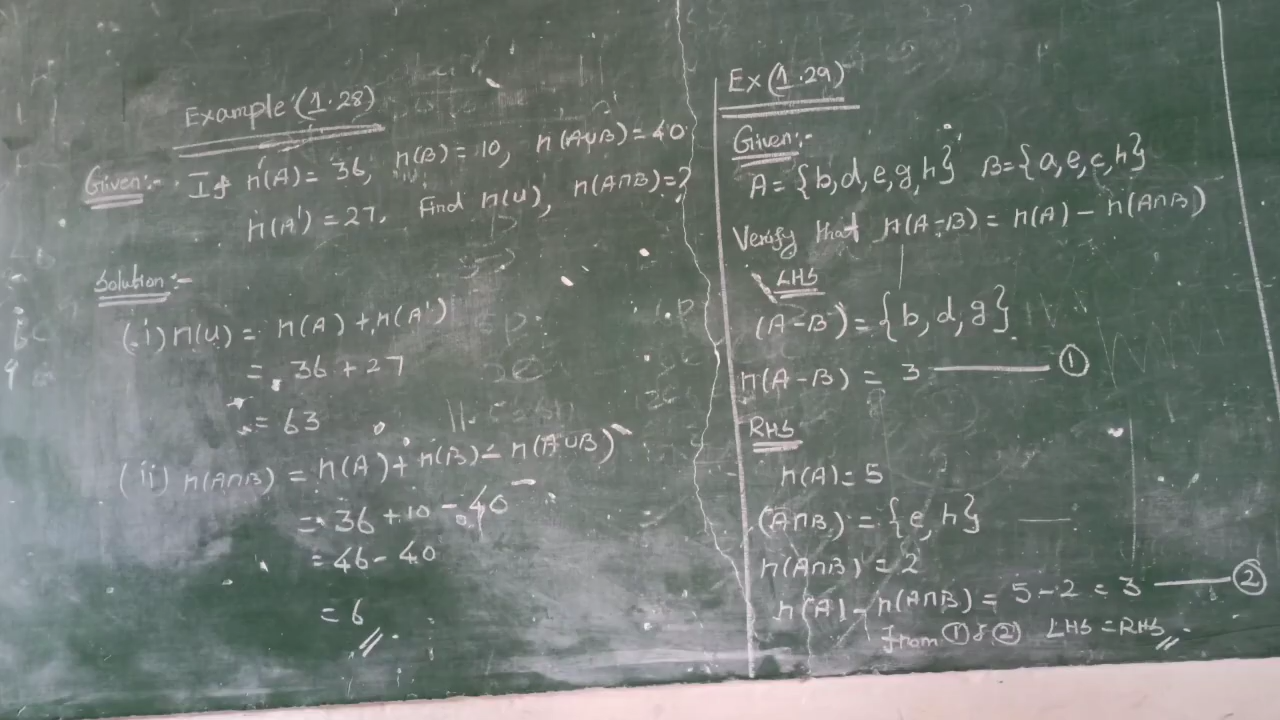 Example (1.28)
Given:- If n(A) = 36, n(B) = 10, n(A∪B) = 40
n(A') = 27. Find n(U), n(A∩B) = ?
Solution:-
(i) n(U) = n(A) + n(A')
= 36 + 27
= 63
(ii) n(A∩B) = n(A) + n(B) - n(A∪B)
= 36 + 10 - 40
= 46 - 40
= 6 //
Ex (1.29)
Given:-
A = {b, d, e, g, h} B = {a, e, c, h}
Verify that n(A-B) = n(A) - n(A∩B)
LHS
(A-B) = {b, d, g}
n(A-B) = 3 ——— ①
RHS
n(A) = 5
(A∩B) = {e, h}
n(A∩B) = 2
n(A) - n(A∩B) = 5 - 2 = 3 ——— ②
From ① & ② LHS = RHS //